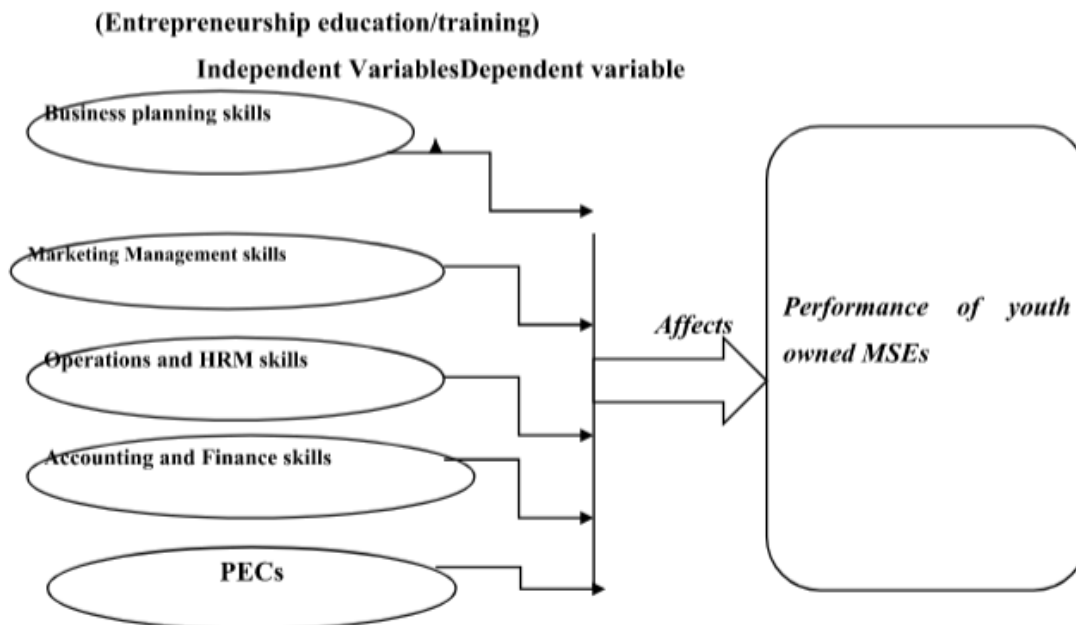 (Entrepreneurship education/training)
Independent VariablesDependent variable
Business planning skills
Marketing Management skills
Operations and HRM skills
Accounting and Finance skills
PECs
Affects
Performance of youth
owned MSEs